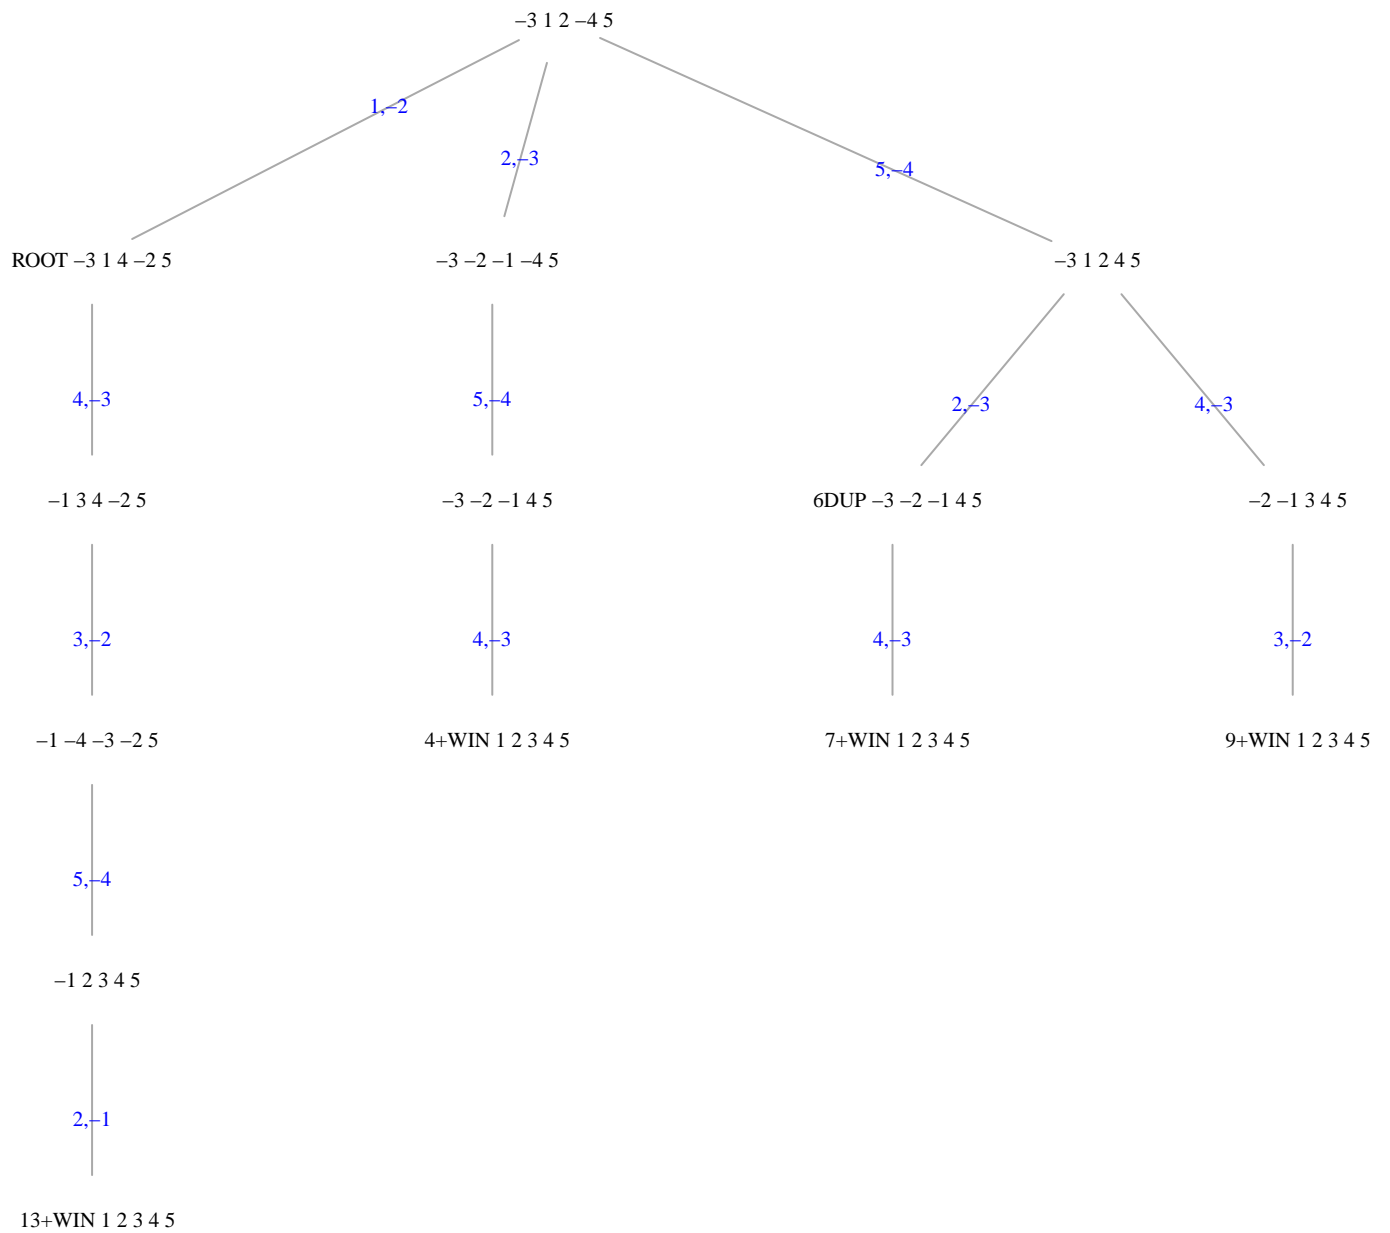 −3 1 2 −4 5
1,−2
2,−3
5,−4
ROOT −3 1 4 −2 5
−3 −2 −1 −4 5
−3 1 2 4 5
4,−3
5,−4
2,−3
4,−3
−1 3 4 −2 5
−3 −2 −1 4 5
6DUP −3 −2 −1 4 5
−2 −1 3 4 5
3,−2
4,−3
4,−3
3,−2
−1 −4 −3 −2 5
4+WIN 1 2 3 4 5
7+WIN 1 2 3 4 5
9+WIN 1 2 3 4 5
5,−4
−1 2 3 4 5
2,−1
13+WIN 1 2 3 4 5